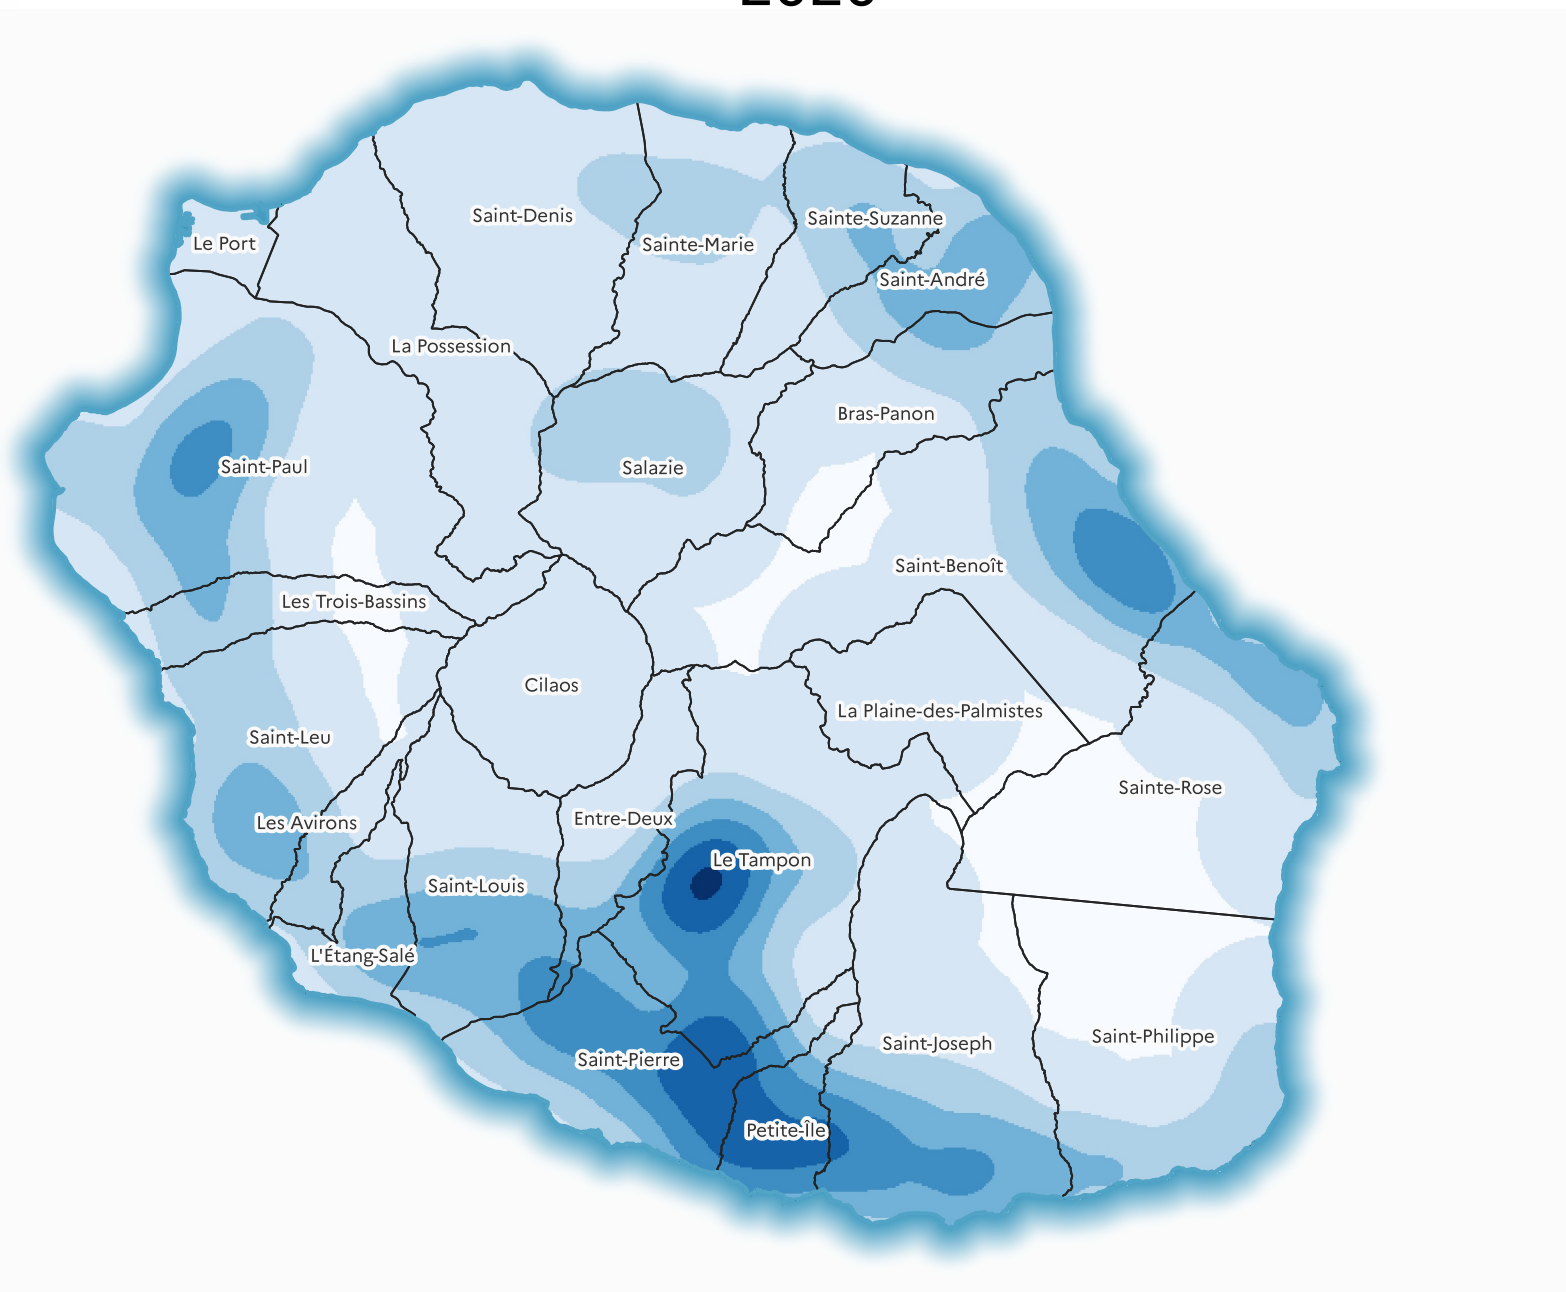 Saint-Denis
Sainte-Marie
Sainte-Suzanne
Le Port
Saint-André
La Possession
Bras-Panon
Saint-Paul
Salazie
Saint-Benoît
Les Trois-Bassins
Cilaos
La Plaine-des-Palmistes
Saint-Leu
Sainte-Rose
Les Avirons
Entre-Deux
Le Tampon
Saint-Louis
L'Étang-Salé
Saint-Pierre
Saint-Joseph
Saint-Philippe
Petite-Île